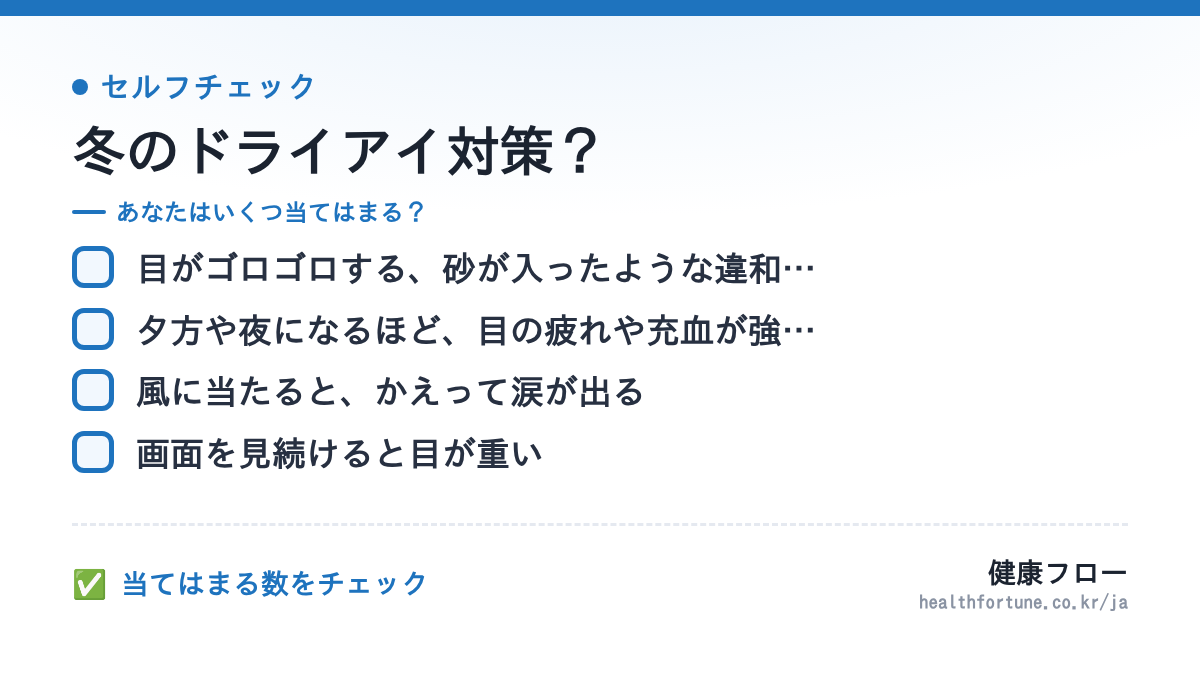 セルフチェック
冬のドライアイ対策？
あなたはいくつ当てはまる？
目がゴロゴロする、砂が入ったような違和…
夕方や夜になるほど、目の疲れや充血が強…
風に当たると、かえって涙が出る
画面を見続けると目が重い
当てはまる数をチェック
健康フロー
healthfortune.co.kr/ja